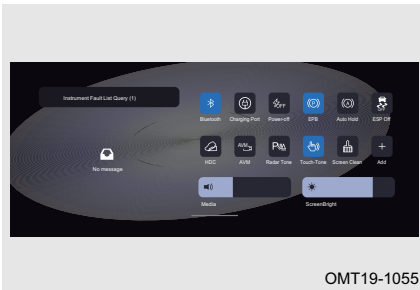 Instrument Fault List Query (1)
No message
Bluetooth Charging Port Power-off EPB Auto Hold ESP Off
OFF
HDC AVM Radar Tone Touch-Tone Screen Clean Add
Media ScreenBright
OMT19-1055